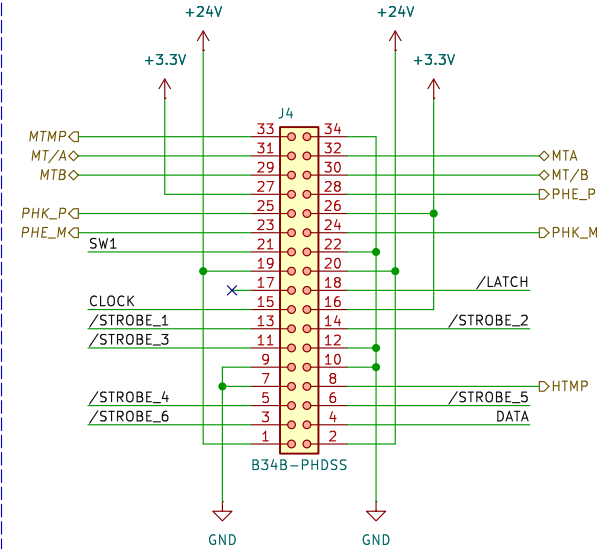 +24V +24V
+3.3V +3.3V
J4
MTMP 33 34
MT/A 31 32 MTA
MTB 29 30 MT/B
27 28 PHE_P
PHK_P 25 26
PHE_M 23 24 PHK_M
SW1 21 22
19 20
17 18 /LATCH
CLOCK 15 16
/STROBE_1 13 14 /STROBE_2
/STROBE_3 11 12
9 10
7 8 HTMP
/STROBE_4 5 6 /STROBE_5
/STROBE_6 3 4 DATA
1 2
B34B-PHDSS
GND GND